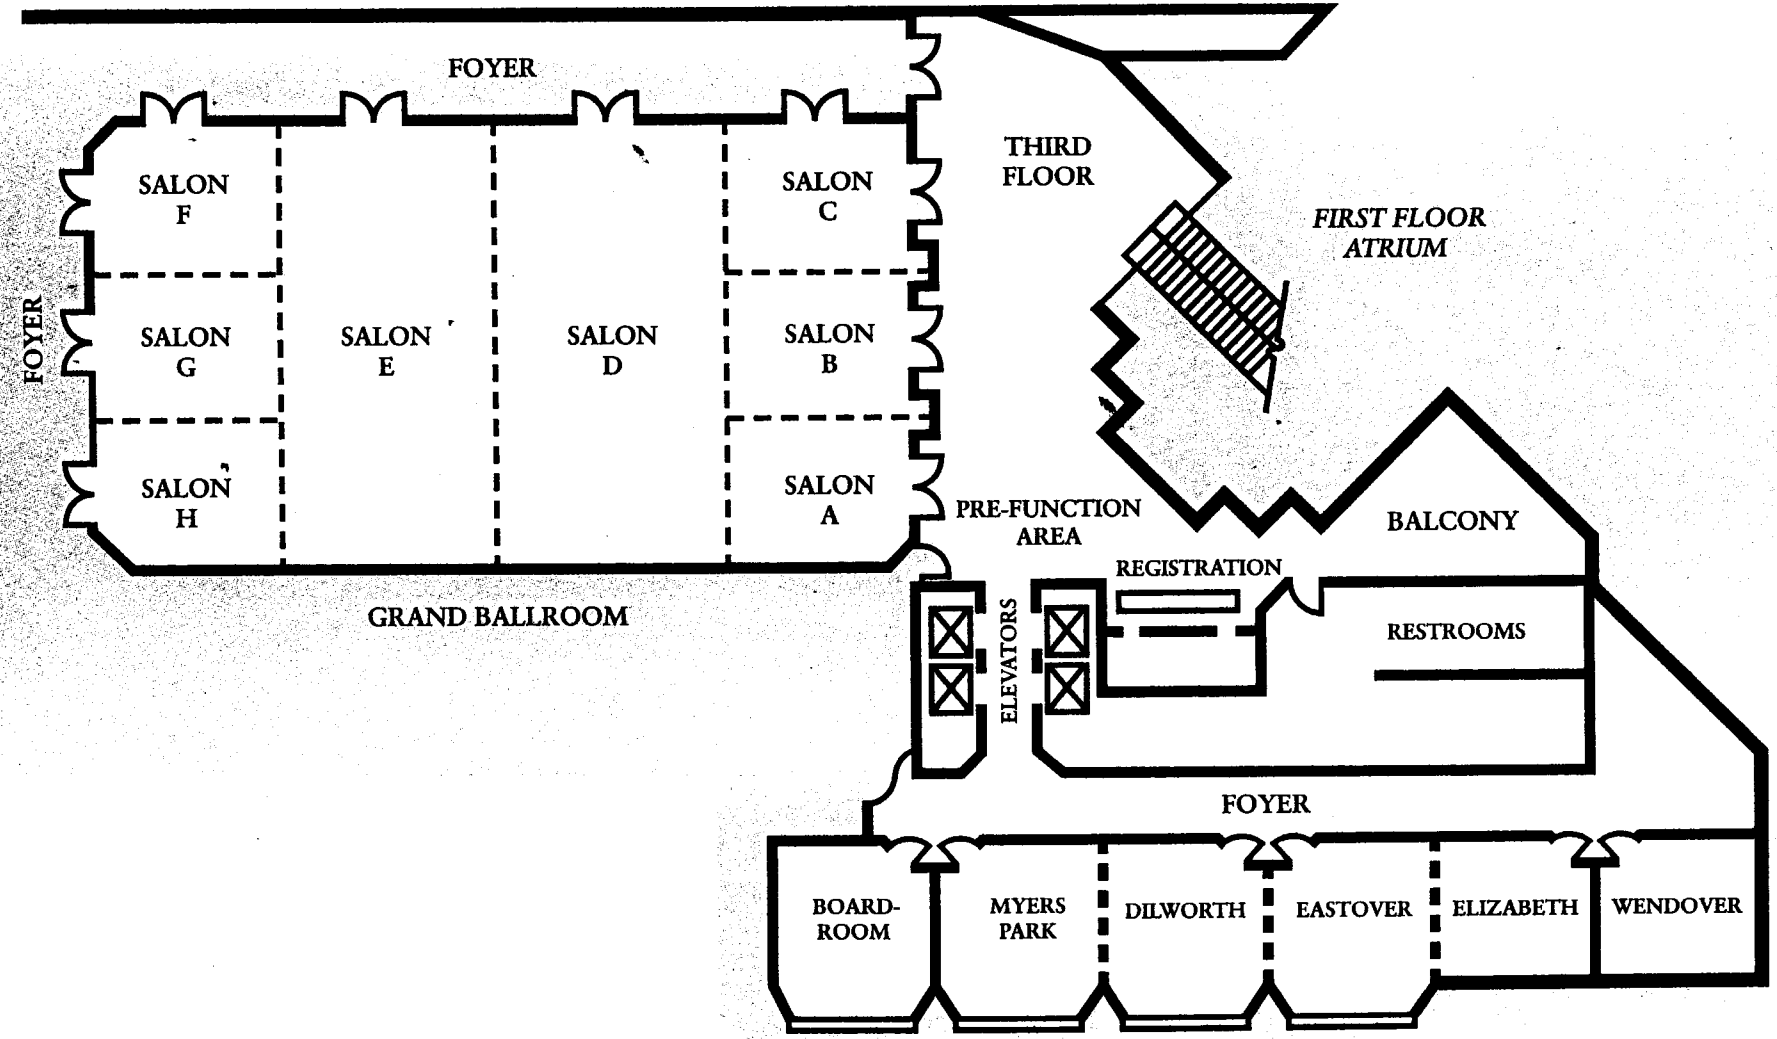 FOYER
THIRD
FLOOR
SALON
F
SALON
C
FIRST FLOOR
ATRIUM
FOYER
SALON
G
SALON
E
SALON
D
SALON
B
SALON
H
SALON
A
PRE-FUNCTION
AREA
BALCONY
REGISTRATION
GRAND BALLROOM
ELEVATORS
RESTROOMS
FOYER
BOARD-
ROOM
MYERS
PARK
DILWORTH
EASTOVER
ELIZABETH
WENDOVER